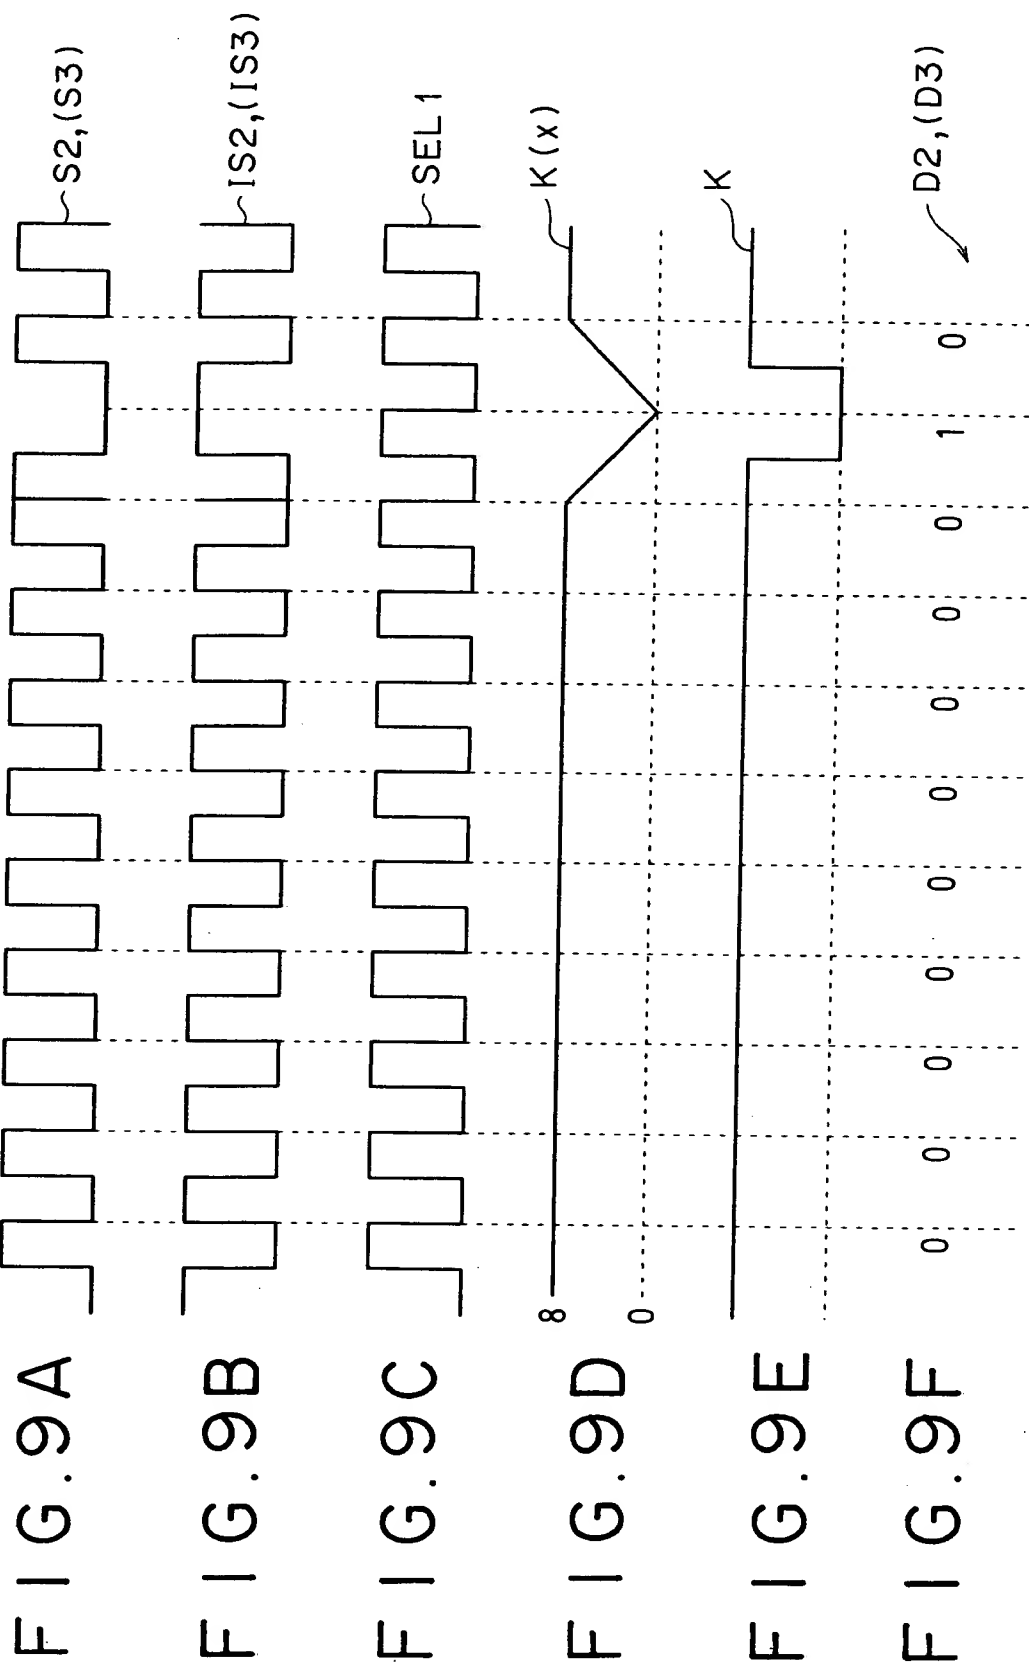 FIG.9A
S2,(S3)
FIG.9B
IS2,(IS3)
FIG.9C
SEL1
FIG.9D
8
0
K(x)
FIG.9E
K
FIG.9F
0 0 0 0 0 0 0 0 0 1 0
D2,(D3)